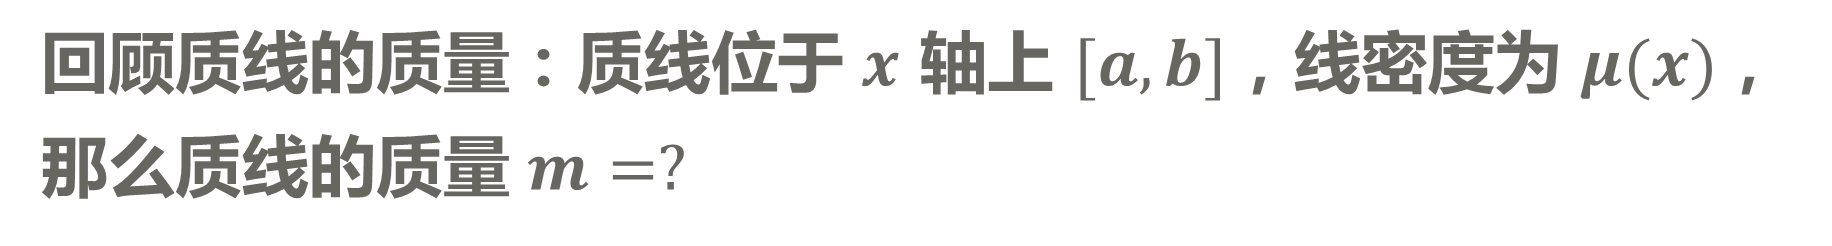 回顾质线的质量：质线位于 x 轴上 [a, b]，线密度为 μ(x)，
那么质线的质量 m =?